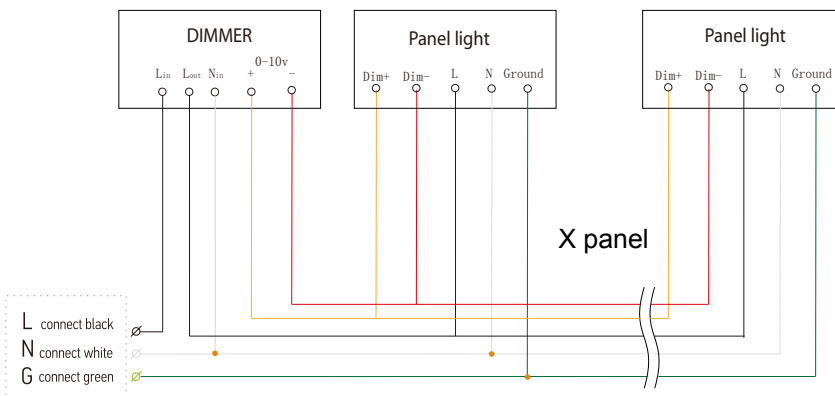 DIMMER
0-10v
Lin Lout Nin + -
Panel light
Dim+ Dim- L N Ground
Panel light
Dim+ Dim- L N Ground
X panel
L connect black
N connect white
G connect green